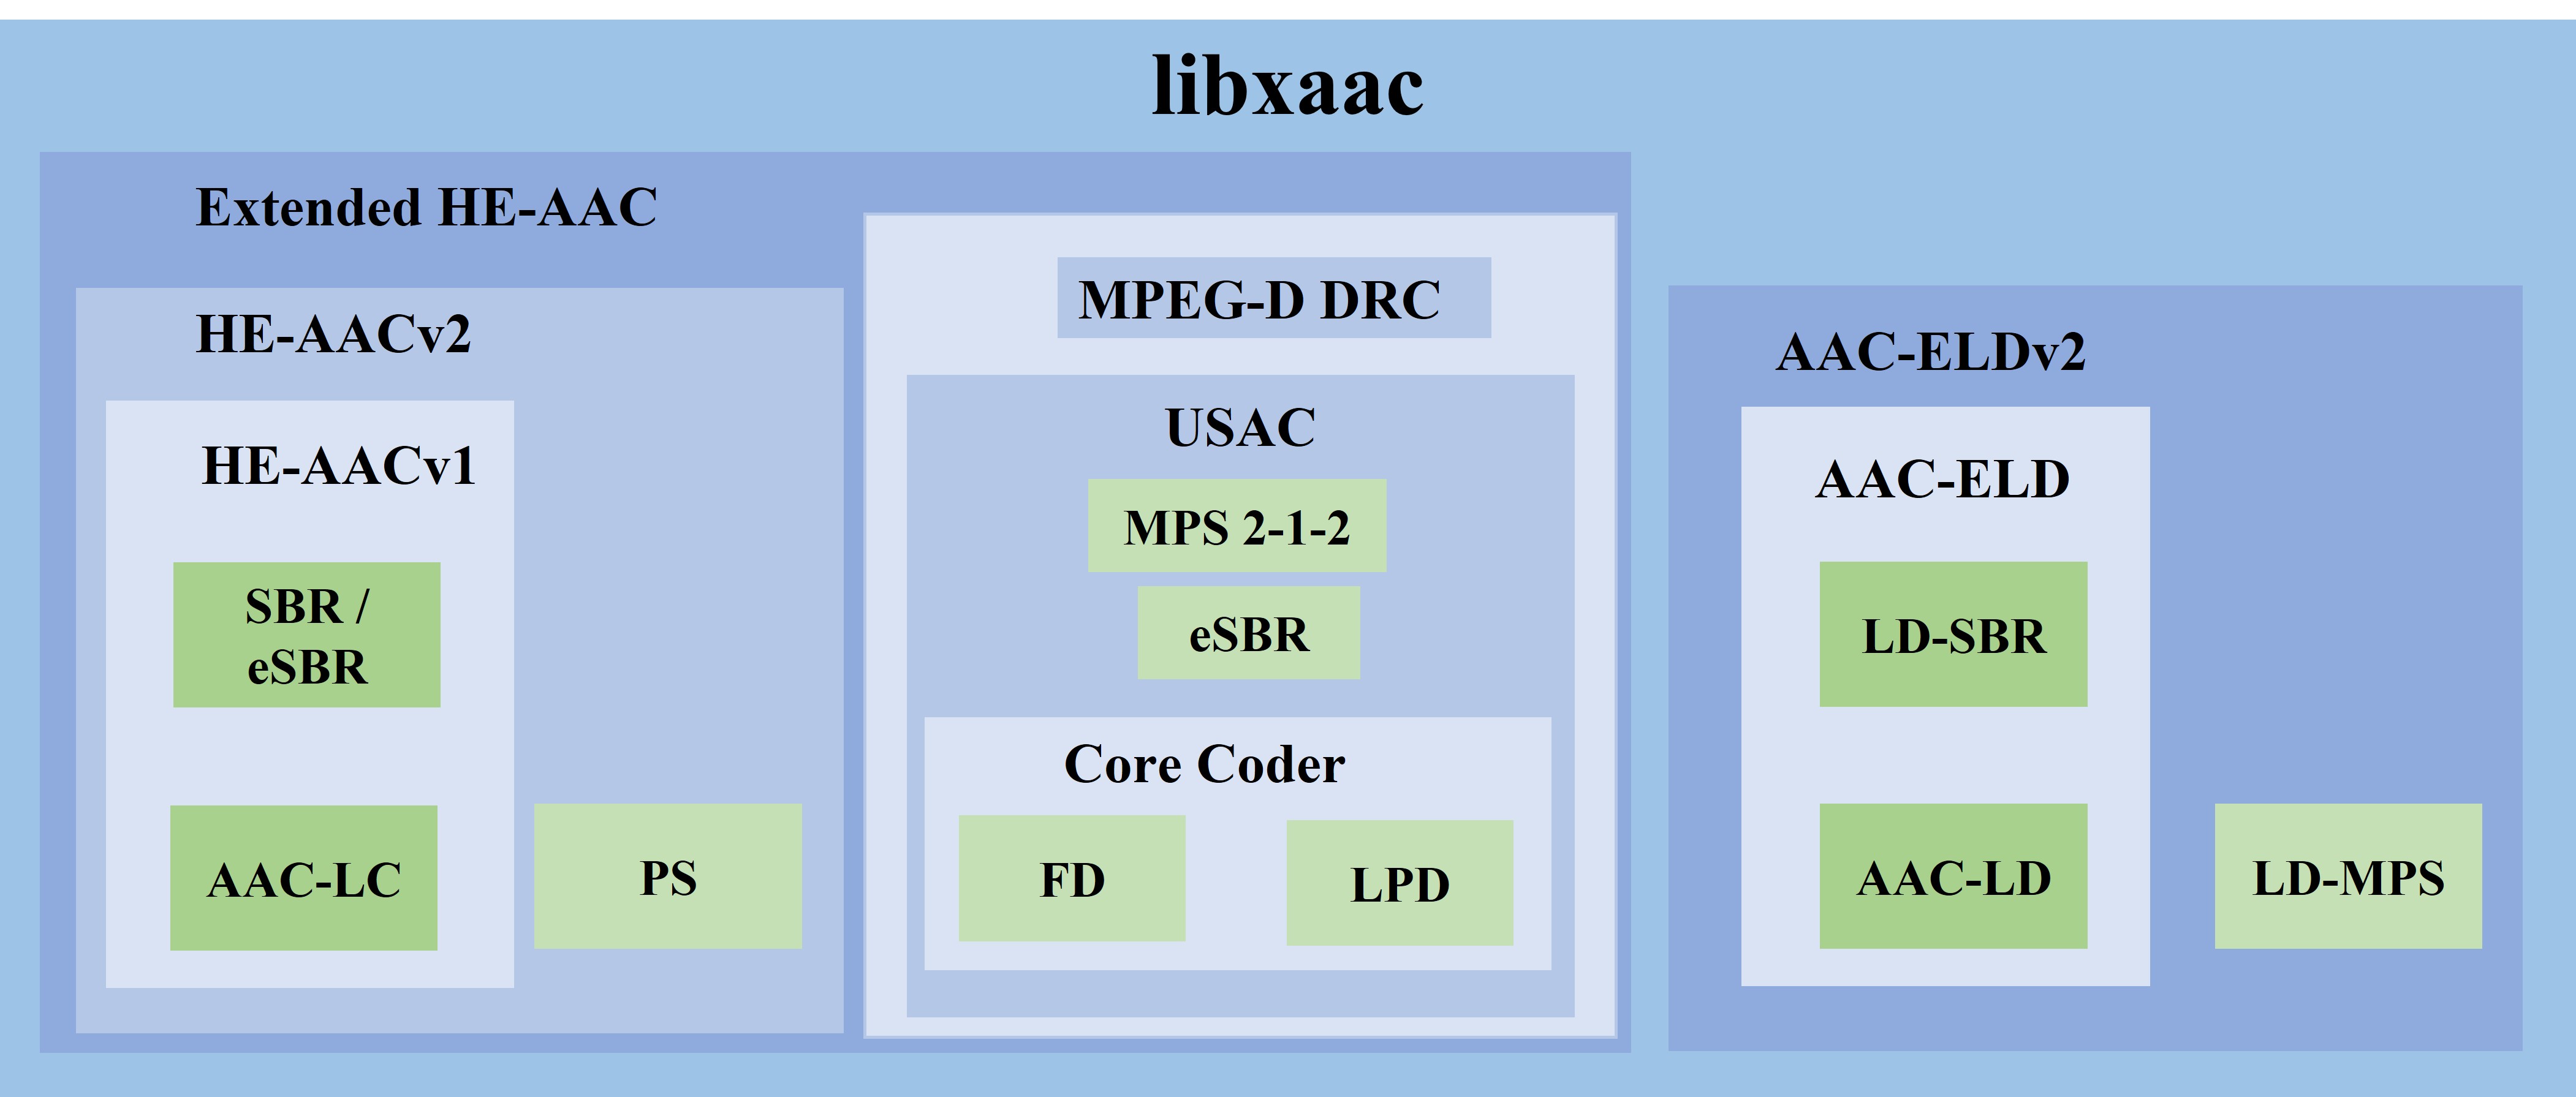 libxaac
Extended HE-AAC
HE-AACv2
HE-AACv1
SBR /
eSBR
AAC-LC
PS
MPEG-D DRC
USAC
MPS 2-1-2
eSBR
Core Coder
FD
LPD
AAC-ELDv2
AAC-ELD
LD-SBR
AAC-LD
LD-MPS